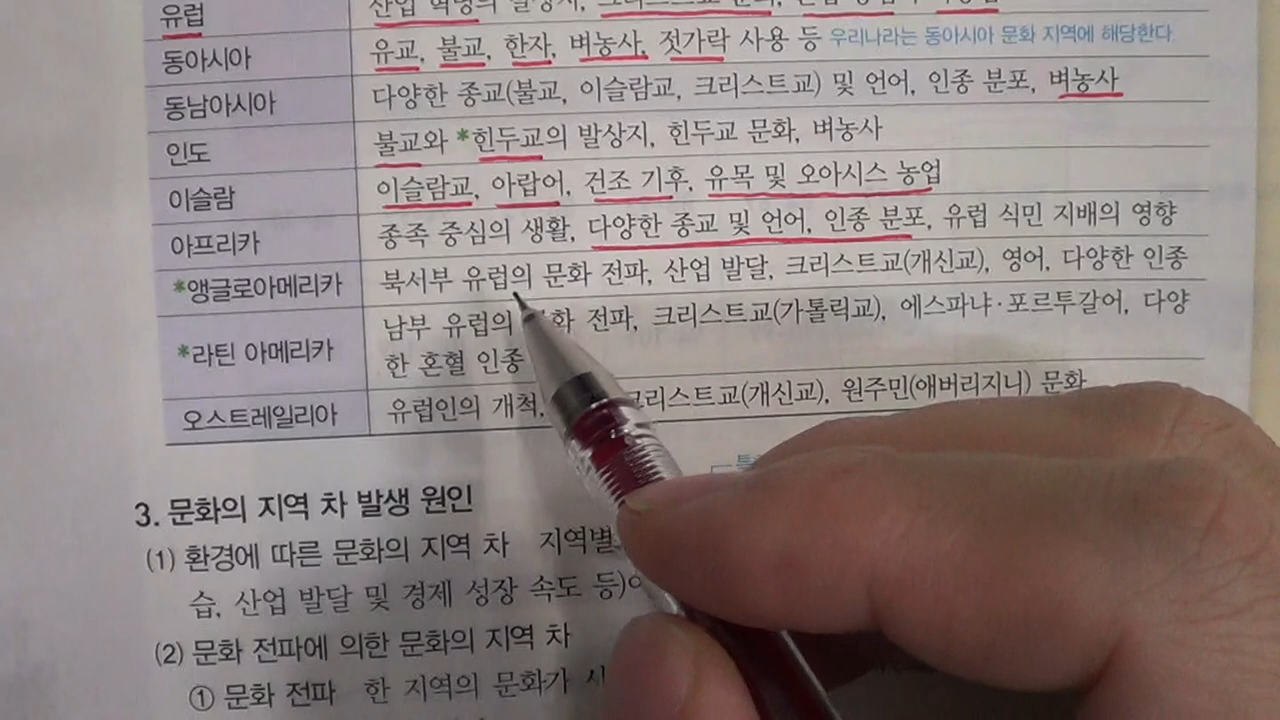 유럽 산업 혁명의 발상지, 크리스트교 문화,
동아시아 유교, 불교, 한자, 벼농사, 젓가락 사용 등 우리나라는 동아시아 문화 지역에 해당한다.
동남아시아 다양한 종교(불교, 이슬람교, 크리스트교) 및 언어, 인종 분포, 벼농사
인도 불교와 *힌두교의 발상지, 힌두교 문화, 벼농사
이슬람 이슬람교, 아랍어, 건조 기후, 유목 및 오아시스 농업
아프리카 종족 중심의 생활, 다양한 종교 및 언어, 인종 분포, 유럽 식민 지배의 영향
*앵글로아메리카 북서부 유럽의 문화 전파, 산업 발달, 크리스트교(개신교), 영어, 다양한 인종
*라틴 아메리카 남부 유럽의 화 전파, 크리스트교(가톨릭교), 에스파냐·포르투갈어, 다양
한 혼혈 인종
오스트레일리아 유럽인의 개척, 크리스트교(개신교), 원주민(애버리지니) 문화
3. 문화의 지역 차 발생 원인
(1) 환경에 따른 문화의 지역 차 지역별
습, 산업 발달 및 경제 성장 속도 등)이
(2) 문화 전파에 의한 문화의 지역 차
① 문화 전파 한 지역의 문화가